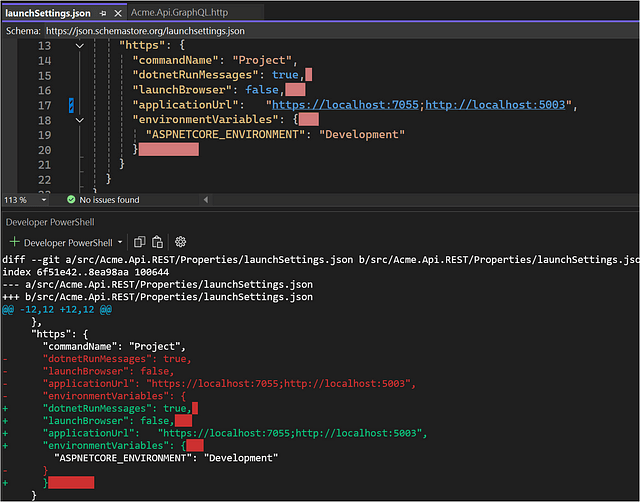 launchSettings.json
Acme.Api.GraphQL.http
Schema: https://json.schemastore.org/launchsettings.json
13 "https": {
14 "commandName": "Project",
15 "dotnetRunMessages": true,
16 "launchBrowser": false,
17 "applicationUrl":   "https://localhost:7055;http://localhost:5003",
18 "environmentVariables": {
19 "ASPNETCORE_ENVIRONMENT": "Development"
20 }
21 }
22 }
23 }
113 % No issues found
Developer PowerShell
+ Developer PowerShell
diff --git a/src/Acme.Api.REST/Properties/launchSettings.json b/src/Acme.Api.REST/Properties/launchSettings.jso
index 6f51e42..8ea98aa 100644
--- a/src/Acme.Api.REST/Properties/launchSettings.json
+++ b/src/Acme.Api.REST/Properties/launchSettings.json
@@ -12,12 +12,12 @@
},
"https": {
"commandName": "Project",
- "dotnetRunMessages": true,
- "launchBrowser": false,
- "applicationUrl": "https://localhost:7055;http://localhost:5003",
- "environmentVariables": {
+ "dotnetRunMessages": true,
+ "launchBrowser": false,
+ "applicationUrl":   "https://localhost:7055;http://localhost:5003",
+ "environmentVariables": {
"ASPNETCORE_ENVIRONMENT": "Development"
- }
+ }
}